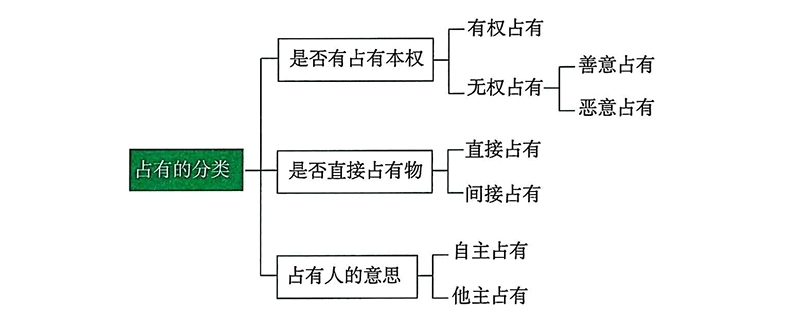 占有的分类
是否有占有本权
有权占有
无权占有
善意占有
恶意占有
是否直接占有物
直接占有
间接占有
占有人的意思
自主占有
他主占有